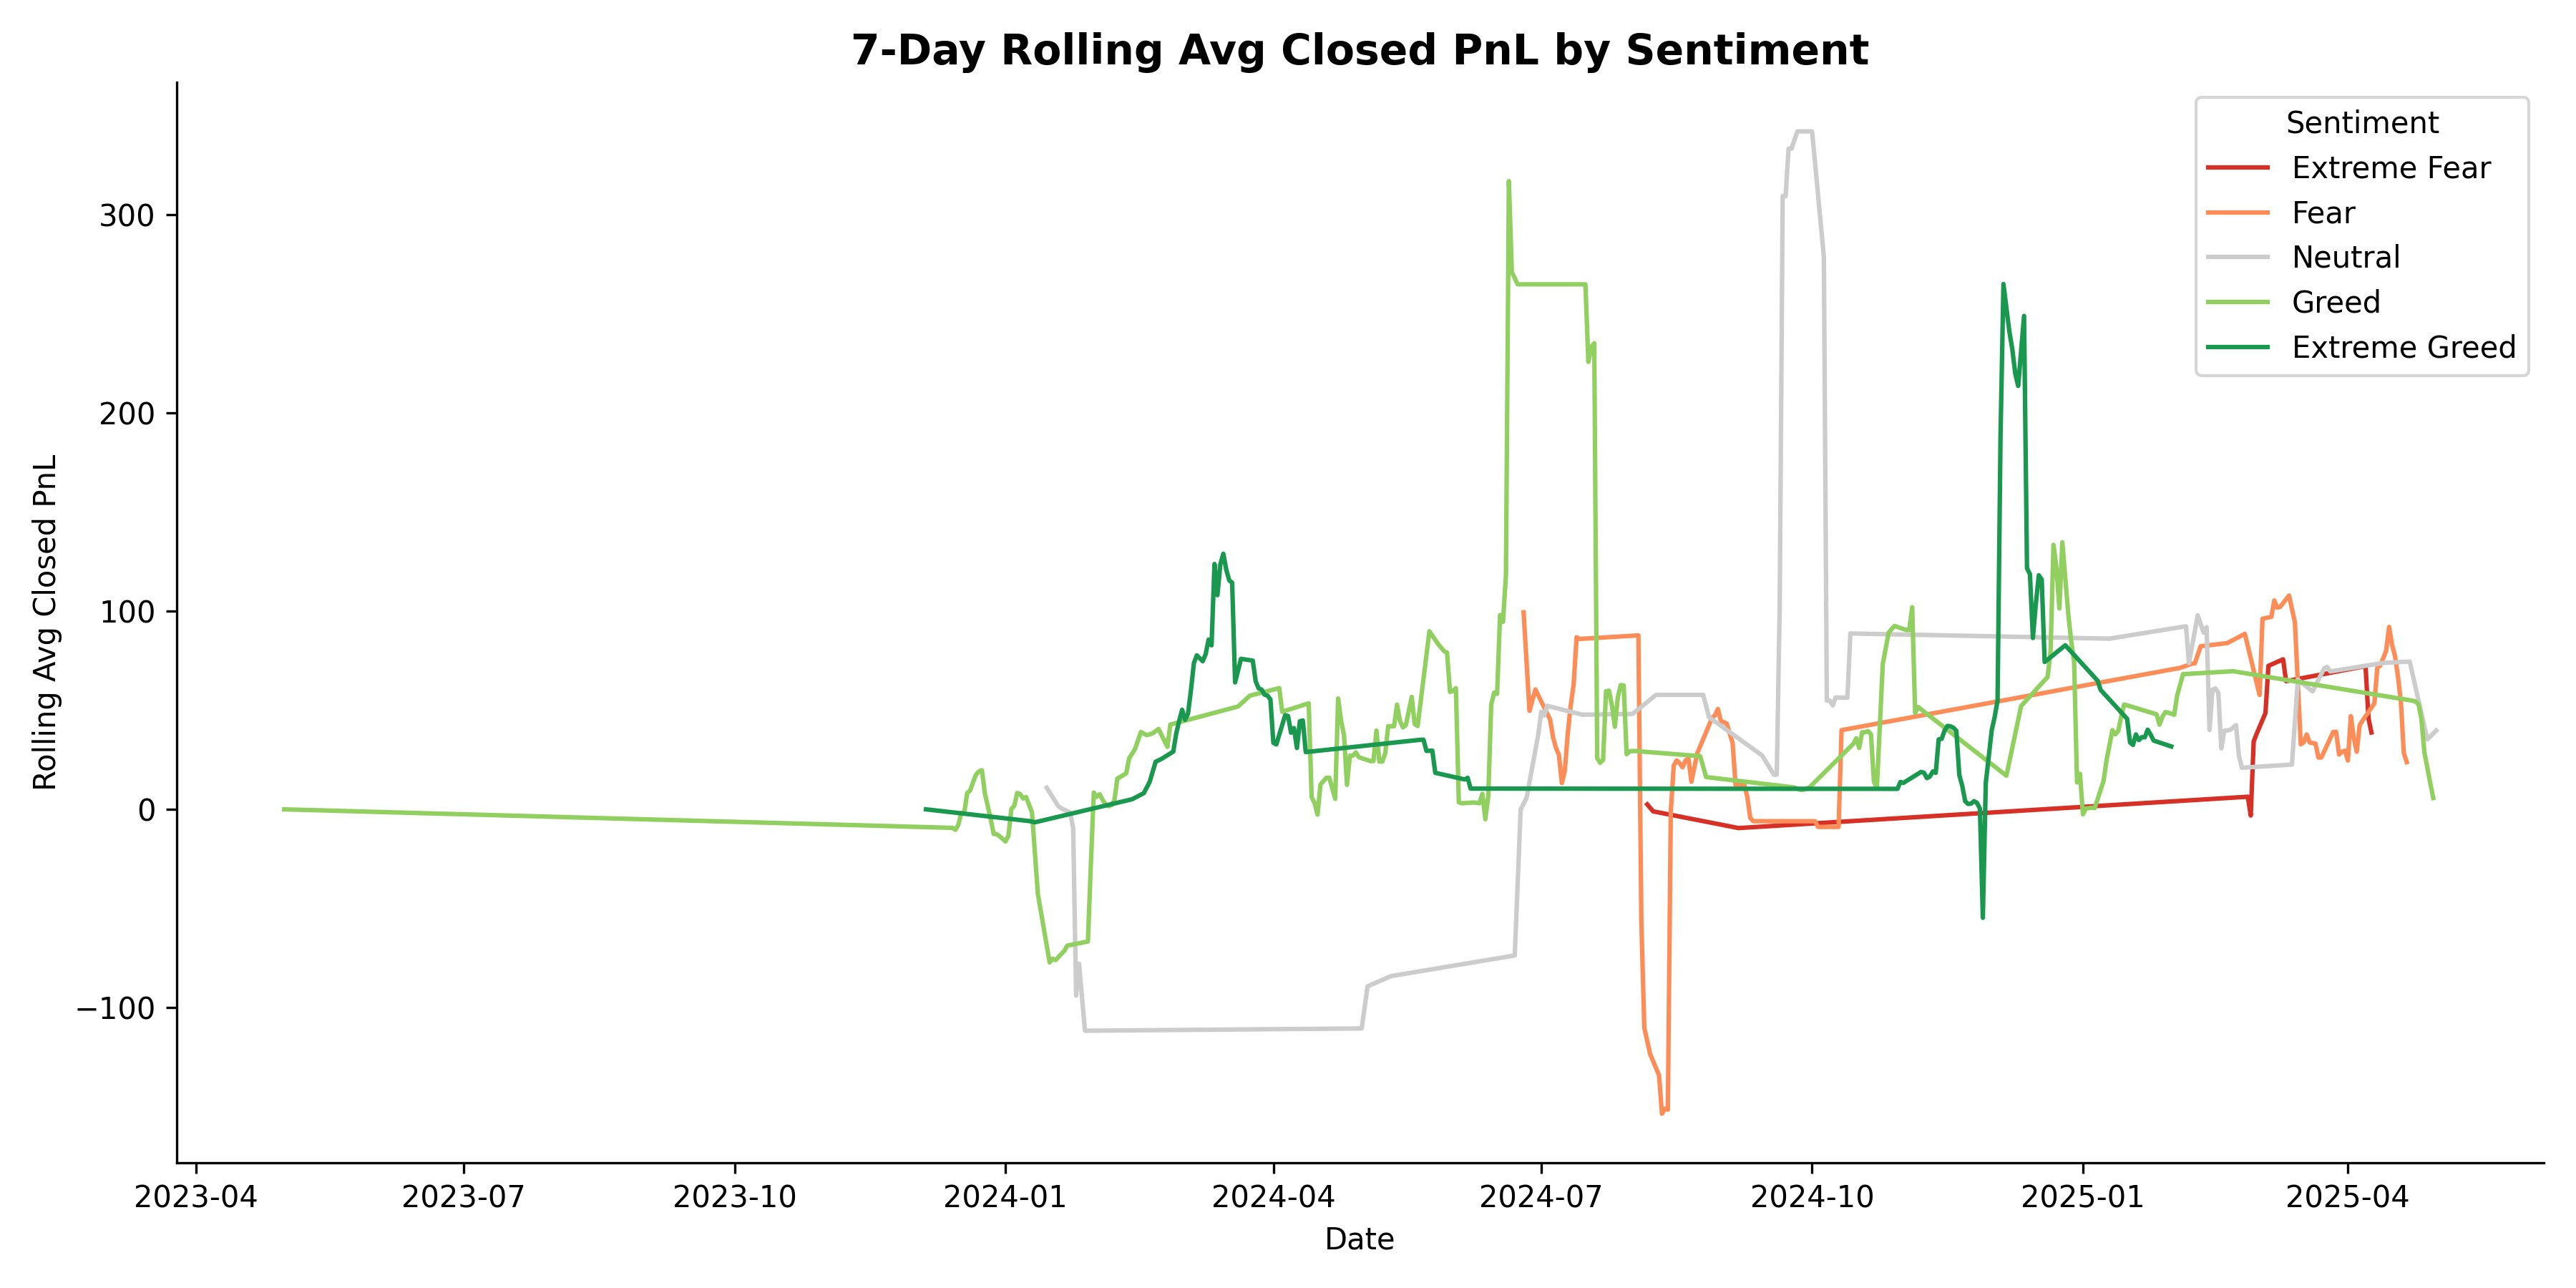 7-Day Rolling Avg Closed PnL by Sentiment
Sentiment
Extreme Fear
Fear
Neutral
Greed
Extreme Greed
Rolling Avg Closed PnL
300
200
100
0
−100
2023-04 2023-07 2023-10 2024-01 2024-04 2024-07 2024-10 2025-01 2025-04
Date